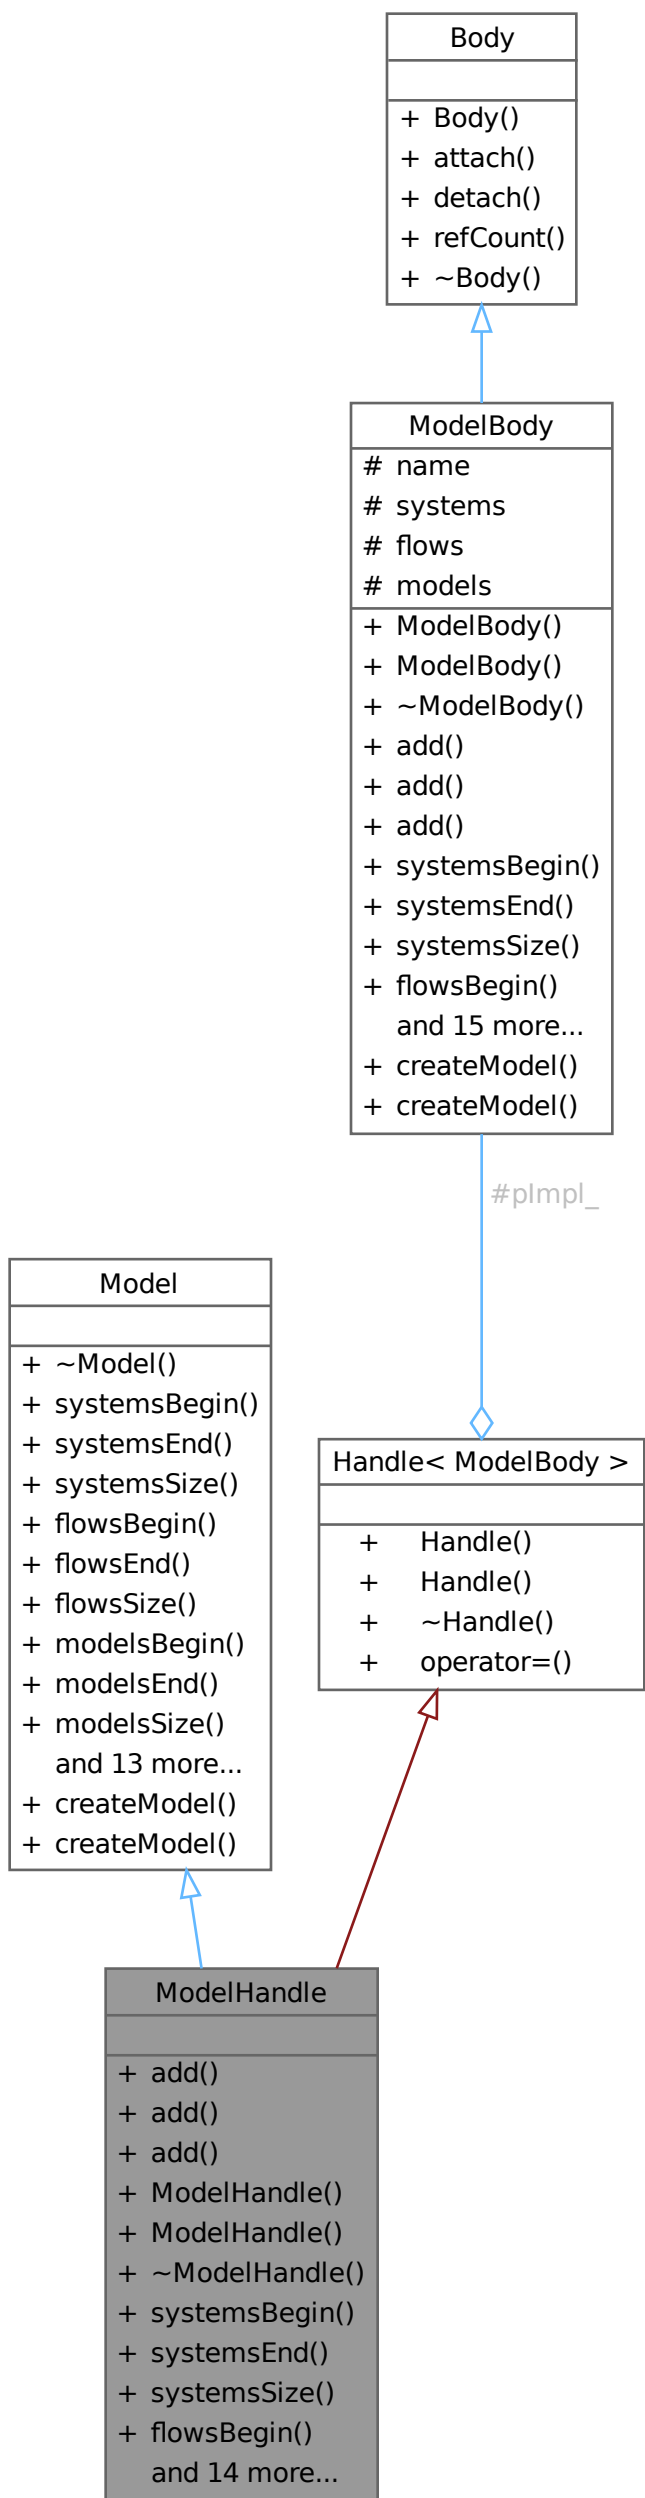 Body
+ Body()
+ attach()
+ detach()
+ refCount()
+ ~Body()
ModelBody
# name
# systems
# flows
# models
+ ModelBody()
+ ModelBody()
+ ~ModelBody()
+ add()
+ add()
+ add()
+ systemsBegin()
+ systemsEnd()
+ systemsSize()
+ flowsBegin()
and 15 more...
+ createModel()
+ createModel()
#pImpl_
Model
+ ~Model()
+ systemsBegin()
+ systemsEnd()
+ systemsSize()
+ flowsBegin()
+ flowsEnd()
+ flowsSize()
+ modelsBegin()
+ modelsEnd()
+ modelsSize()
and 13 more...
+ createModel()
+ createModel()
Handle< ModelBody >
+ Handle()
+ Handle()
+ ~Handle()
+ operator=()
ModelHandle
+ add()
+ add()
+ add()
+ ModelHandle()
+ ModelHandle()
+ ~ModelHandle()
+ systemsBegin()
+ systemsEnd()
+ systemsSize()
+ flowsBegin()
and 14 more...